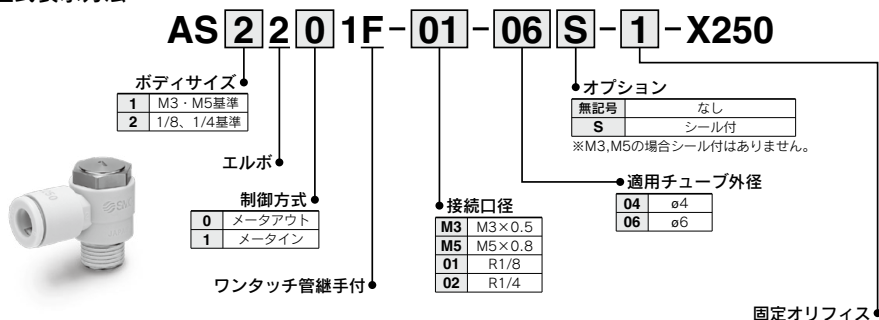 AS 2 2 0 1F-01-06 S-1-X250
ボディサイズ
1 M3・M5基準
2 1/8、1/4基準
エルボ
制御方式
0 メータアウト
1 メータイン
ワンタッチ管継手付
接続口径
M3 M3×0.5
M5 M5×0.8
01 R1/8
02 R1/4
オプション
無記号 なし
S シール付
※M3,M5の場合シール付はありません。
適用チューブ外径
04 ø4
06 ø6
固定オリフィス
SMC